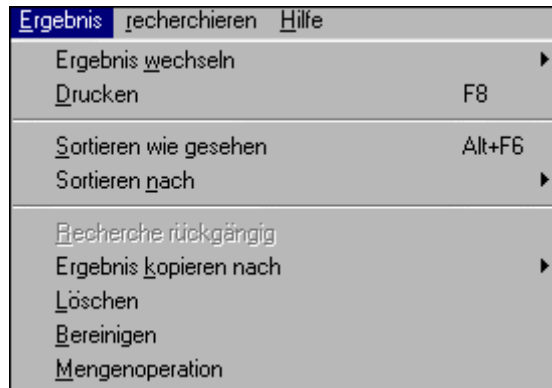 Ergebnis recherchieren Hilfe
Ergebnis wechseln
Drucken F8
Sortieren wie gesehen Alt+F6
Sortieren nach
Recherche rückgängig
Ergebnis kopieren nach
Löschen
Bereinigen
Mengenoperation